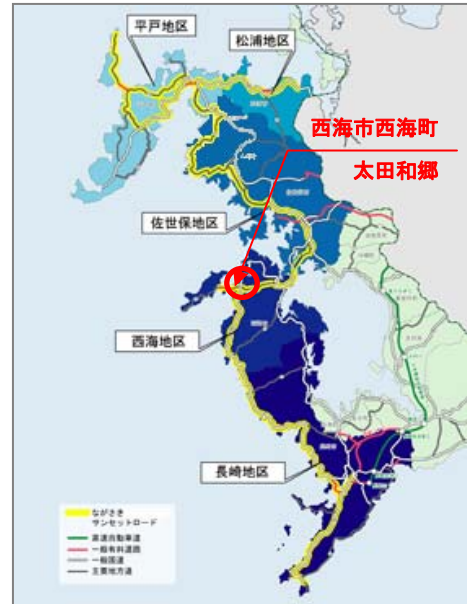 平戸地区
松浦地区
西海市西海町
太田和郷
佐世保地区
西海地区
長崎地区
ながさき
サンセットロード
高速自動車道
一般有料道路
一般国道
主要地方道